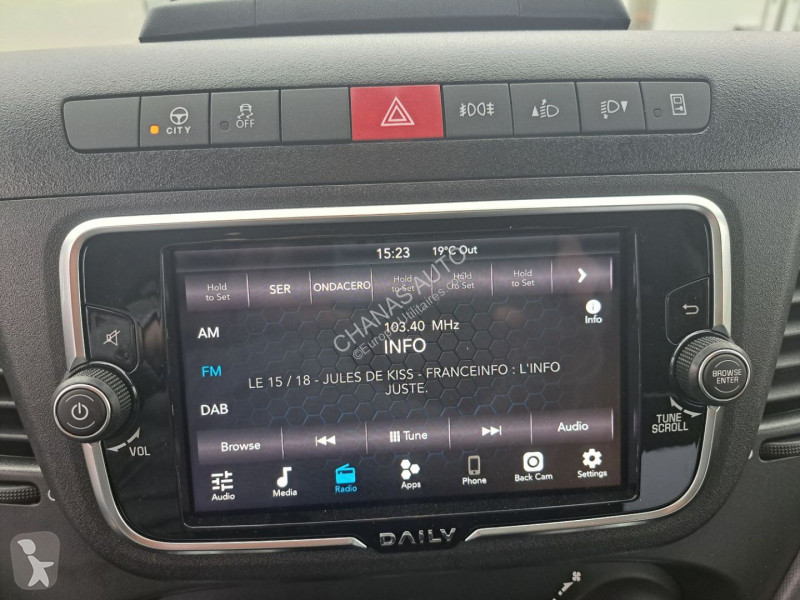 CITY
OFF
15:23 19°C Out
Hold to Set
SER
ONDACERO
Hold to Set
Hold to Set
Hold to Set
Info
AM
103.40 MHz
INFO
FM
LE 15 / 18 - JULES DE KISS - FRANCEINFO : L'INFO
JUSTE.
DAB
Browse
Tune
Audio
Audio
Media
Radio
Apps
Phone
Back Cam
Settings
VOL
BROWSE
ENTER
TUNE
SCROLL
DAILY
CHANAS AUTO
©Europe Utilitaires